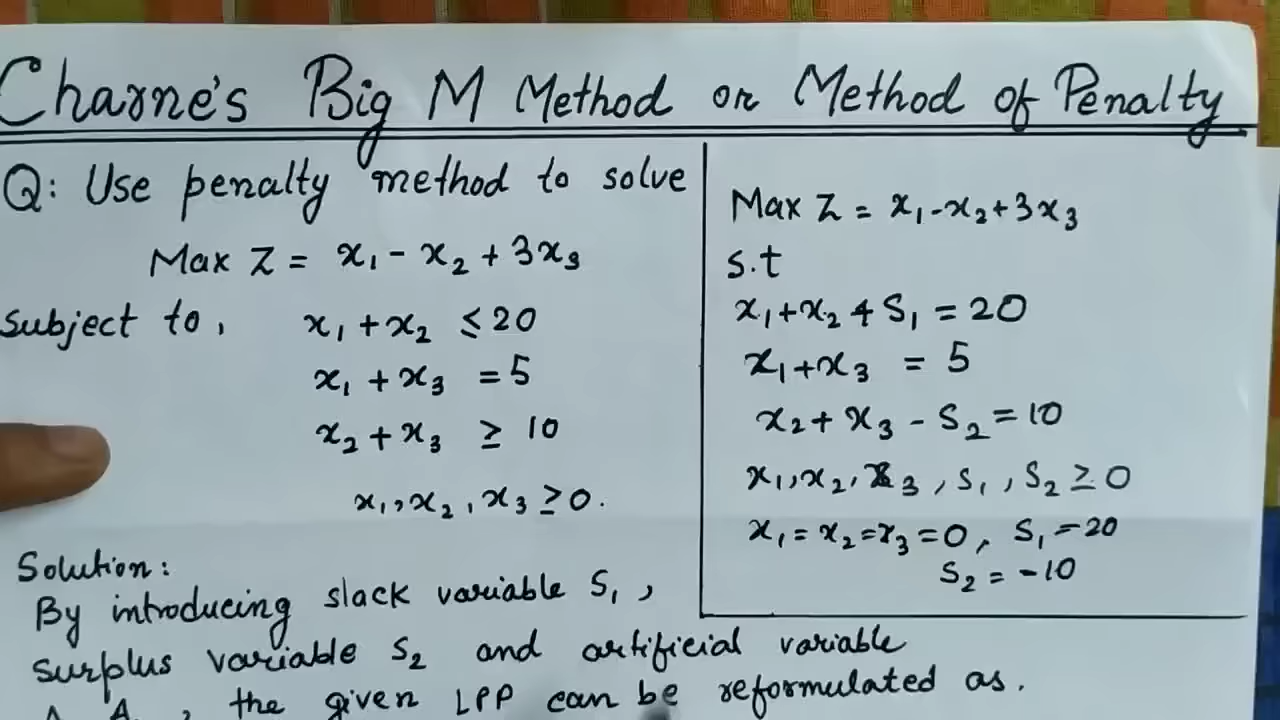 Charne's Big M Method or Method of Penalty
Q: Use penalty method to solve
Max Z = x₁ - x₂ + 3x₃
Subject to, x₁ + x₂ ≤ 20
x₁ + x₃ = 5
x₂ + x₃ ≥ 10
x₁, x₂, x₃ ≥ 0.
Max Z = x₁ - x₂ + 3x₃
s.t
x₁ + x₂ + S₁ = 20
x₁ + x₃ = 5
x₂ + x₃ - S₂ = 10
x₁, x₂, x₃, S₁, S₂ ≥ 0
x₁ = x₂ = x₃ = 0, S₁ = 20
S₂ = -10
Solution:
By introducing slack variable S₁,
surplus variable S₂ and artificial variable
the given LPP can be reformulated as.